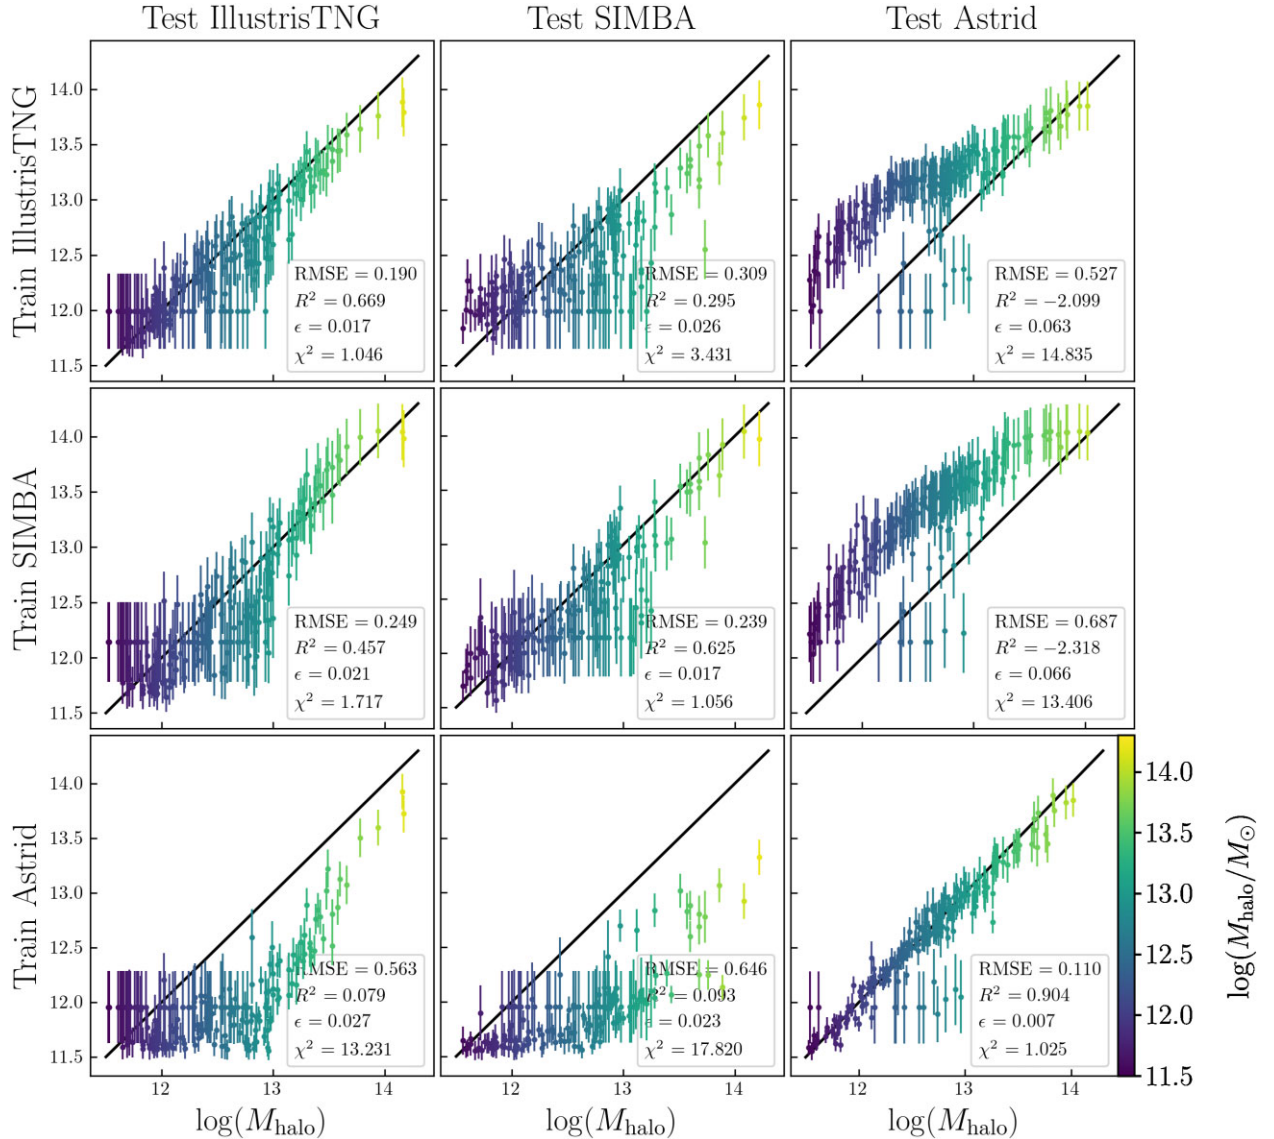 Test IllustrisTNG
Test SIMBA
Test Astrid
Train IllustrisTNG
14.0
13.5
13.0
12.5
12.0
11.5
RMSE = 0.190
R² = 0.669
ϵ = 0.017
χ² = 1.046
RMSE = 0.309
R² = 0.295
ϵ = 0.026
χ² = 3.431
RMSE = 0.527
R² = −2.099
ϵ = 0.063
χ² = 14.835
Train SIMBA
14.0
13.5
13.0
12.5
12.0
11.5
RMSE = 0.249
R² = 0.457
ϵ = 0.021
χ² = 1.717
RMSE = 0.239
R² = 0.625
ϵ = 0.017
χ² = 1.056
RMSE = 0.687
R² = −2.318
ϵ = 0.066
χ² = 13.406
Train Astrid
14.0
13.5
13.0
12.5
12.0
11.5
RMSE = 0.563
R² = 0.079
ϵ = 0.027
χ² = 13.231
RMSE = 0.646
R² = 0.093
ϵ = 0.023
χ² = 17.820
RMSE = 0.110
R² = 0.904
ϵ = 0.007
χ² = 1.025
14.0
13.5
13.0
12.5
12.0
11.5
log(M_halo/M_⊙)
12 13 14
12 13 14
12 13 14
log(M_halo)
log(M_halo)
log(M_halo)